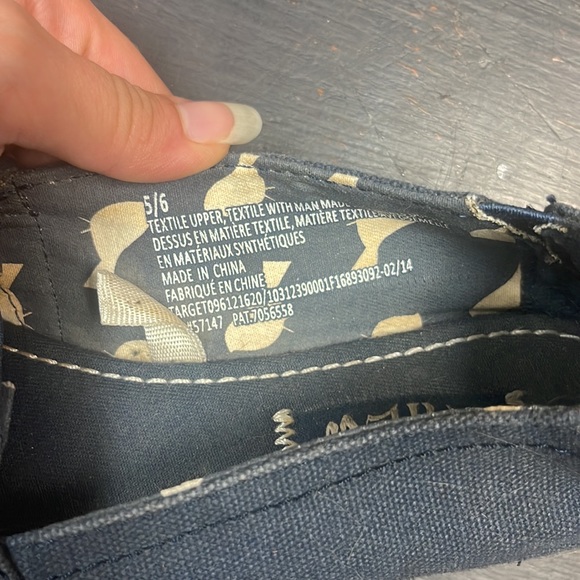 5/6
TEXTILE UPPER, TEXTILE WITH MAN MADE
DESSUS EN MATIÈRE TEXTILE, MATIÈRE TEXTILE
EN MATÉRIAUX SYNTHÉTIQUES
MADE IN CHINA
FABRIQUÉ EN CHINE
TARGET096121620/1031239001F16893092-02/14
#57147 PAT.7056558